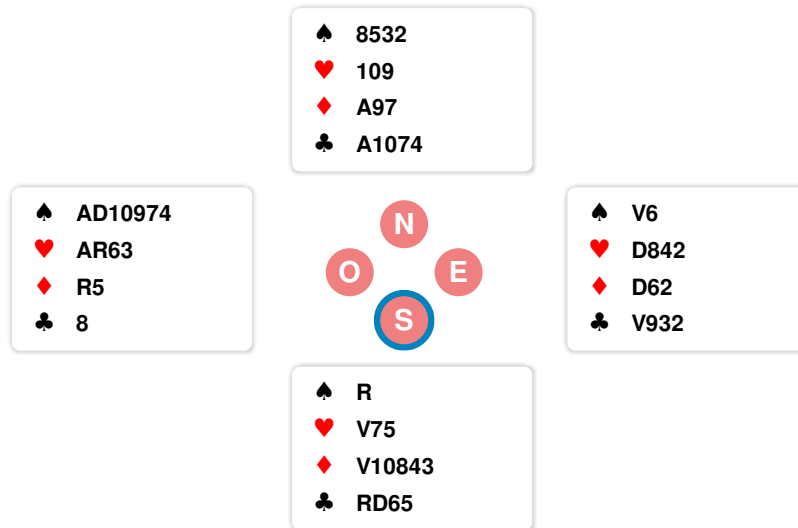 ♠ 8532
♥ 109
♦ A97
♣ A1074
♠ AD10974
♥ AR63
♦ R5
♣ 8
N
O E
S
♠ V6
♥ D842
♦ D62
♣ V932
♠ R
♥ V75
♦ V10843
♣ RD65